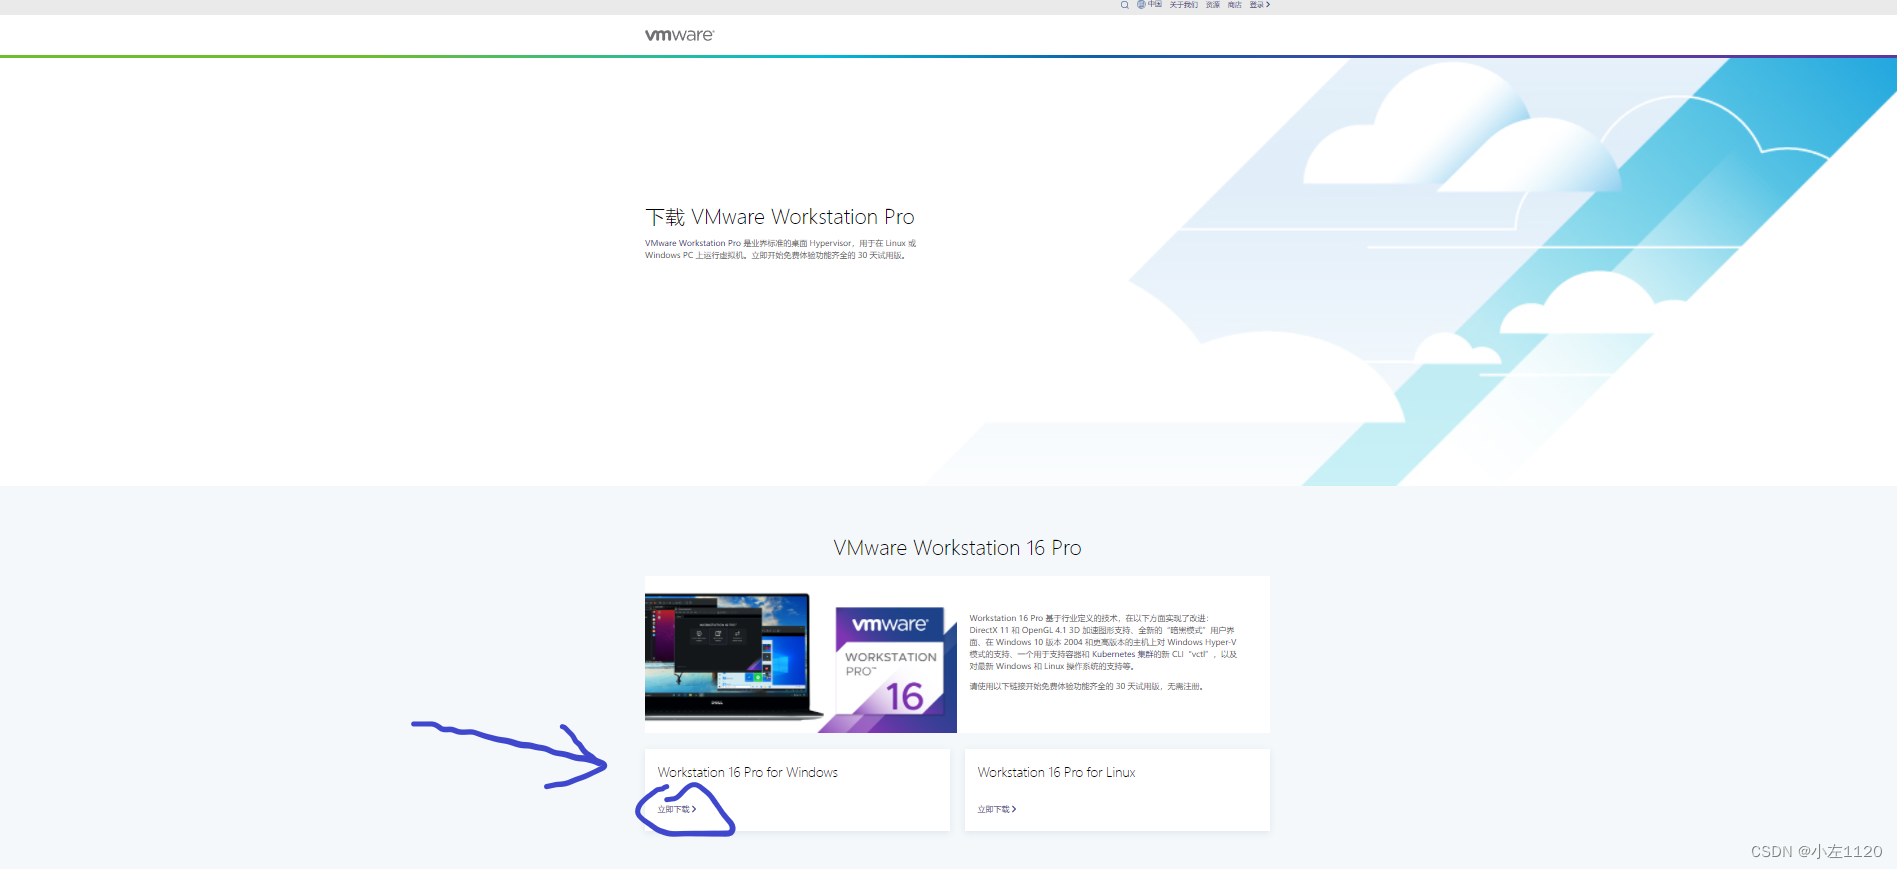 中国 关于我们 资源 商店 登录
vmware
下载 VMware Workstation Pro
VMware Workstation Pro 是业界标准的桌面 Hypervisor，用于在 Linux 或
Windows PC 上运行虚拟机。立即开始免费体验功能齐全的 30 天试用版。
VMware Workstation 16 Pro
vmware
WORKSTATION
PRO™
16
DELL
Workstation 16 Pro 基于行业定义的技术，在以下方面实现了改进：
DirectX 11 和 OpenGL 4.1 3D 加速图形支持、全新的“暗黑模式”用户界
面、在 Windows 10 版本 2004 和更高版本的主机上对 Windows Hyper-V
模式的支持、一个用于支持容器和 Kubernetes 集群的新 CLI“vctl”，以及
对最新 Windows 和 Linux 操作系统的支持等。
请使用以下链接开始免费体验功能齐全的 30 天试用版，无需注册。
Workstation 16 Pro for Windows
立即下载
Workstation 16 Pro for Linux
立即下载
CSDN @小左1120